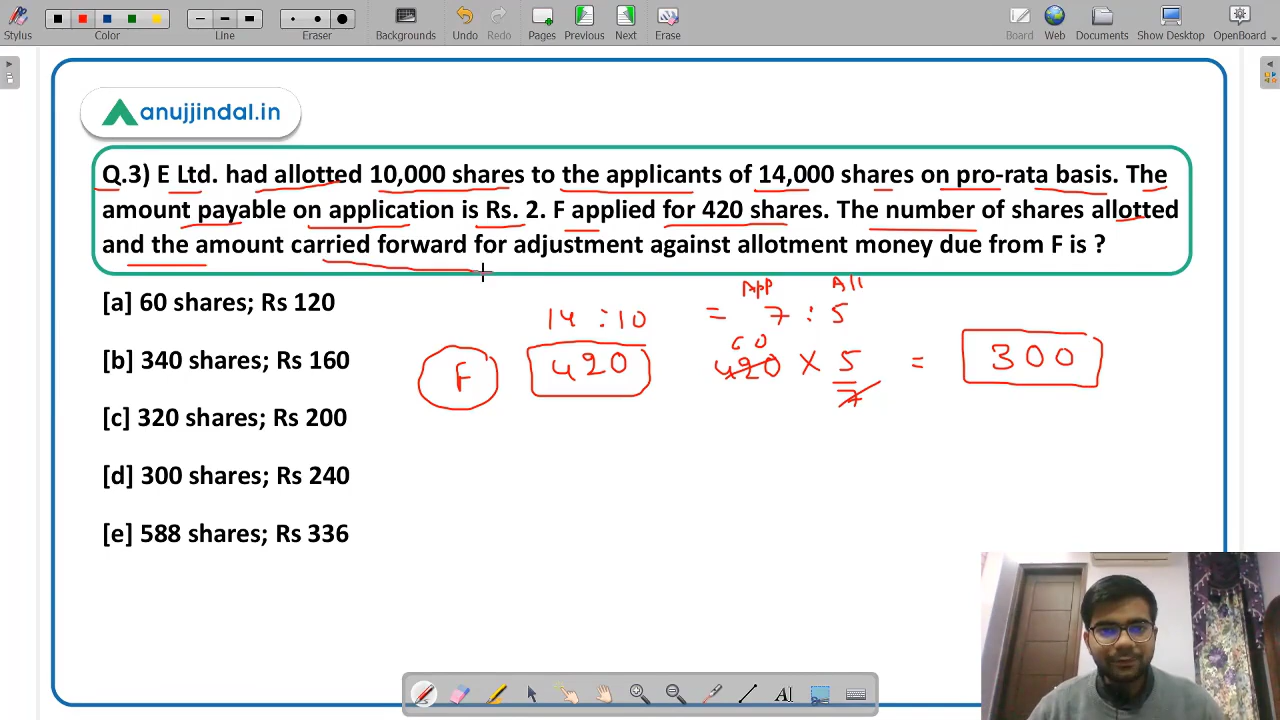 Stylus
Color
Line
Eraser
Backgrounds
Undo
Redo
Pages
Previous
Next
Erase
Board
Web
Documents
Show Desktop
OpenBoard
anujjindal.in
Q.3) E Ltd. had allotted 10,000 shares to the applicants of 14,000 shares on pro-rata basis. The
amount payable on application is Rs. 2. F applied for 420 shares. The number of shares allotted
and the amount carried forward for adjustment against allotment money due from F is ?
[a] 60 shares; Rs 120
[b] 340 shares; Rs 160
[c] 320 shares; Rs 200
[d] 300 shares; Rs 240
[e] 588 shares; Rs 336
App All
14 : 10 = 7 : 5
60
F 420 420 × 5 = 300
7
AI